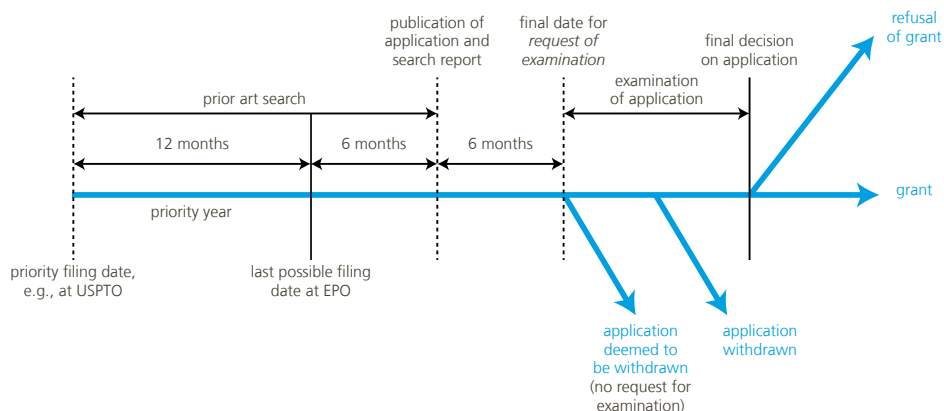 publication of
application and
search report
final date for
request of
examination
final decision
on application
refusal
of grant
prior art search
examination
of application
12 months
6 months
6 months
priority year
grant
priority filing date,
e.g., at USPTO
last possible filing
date at EPO
application
deemed to
be withdrawn
(no request for
examination)
application
withdrawn